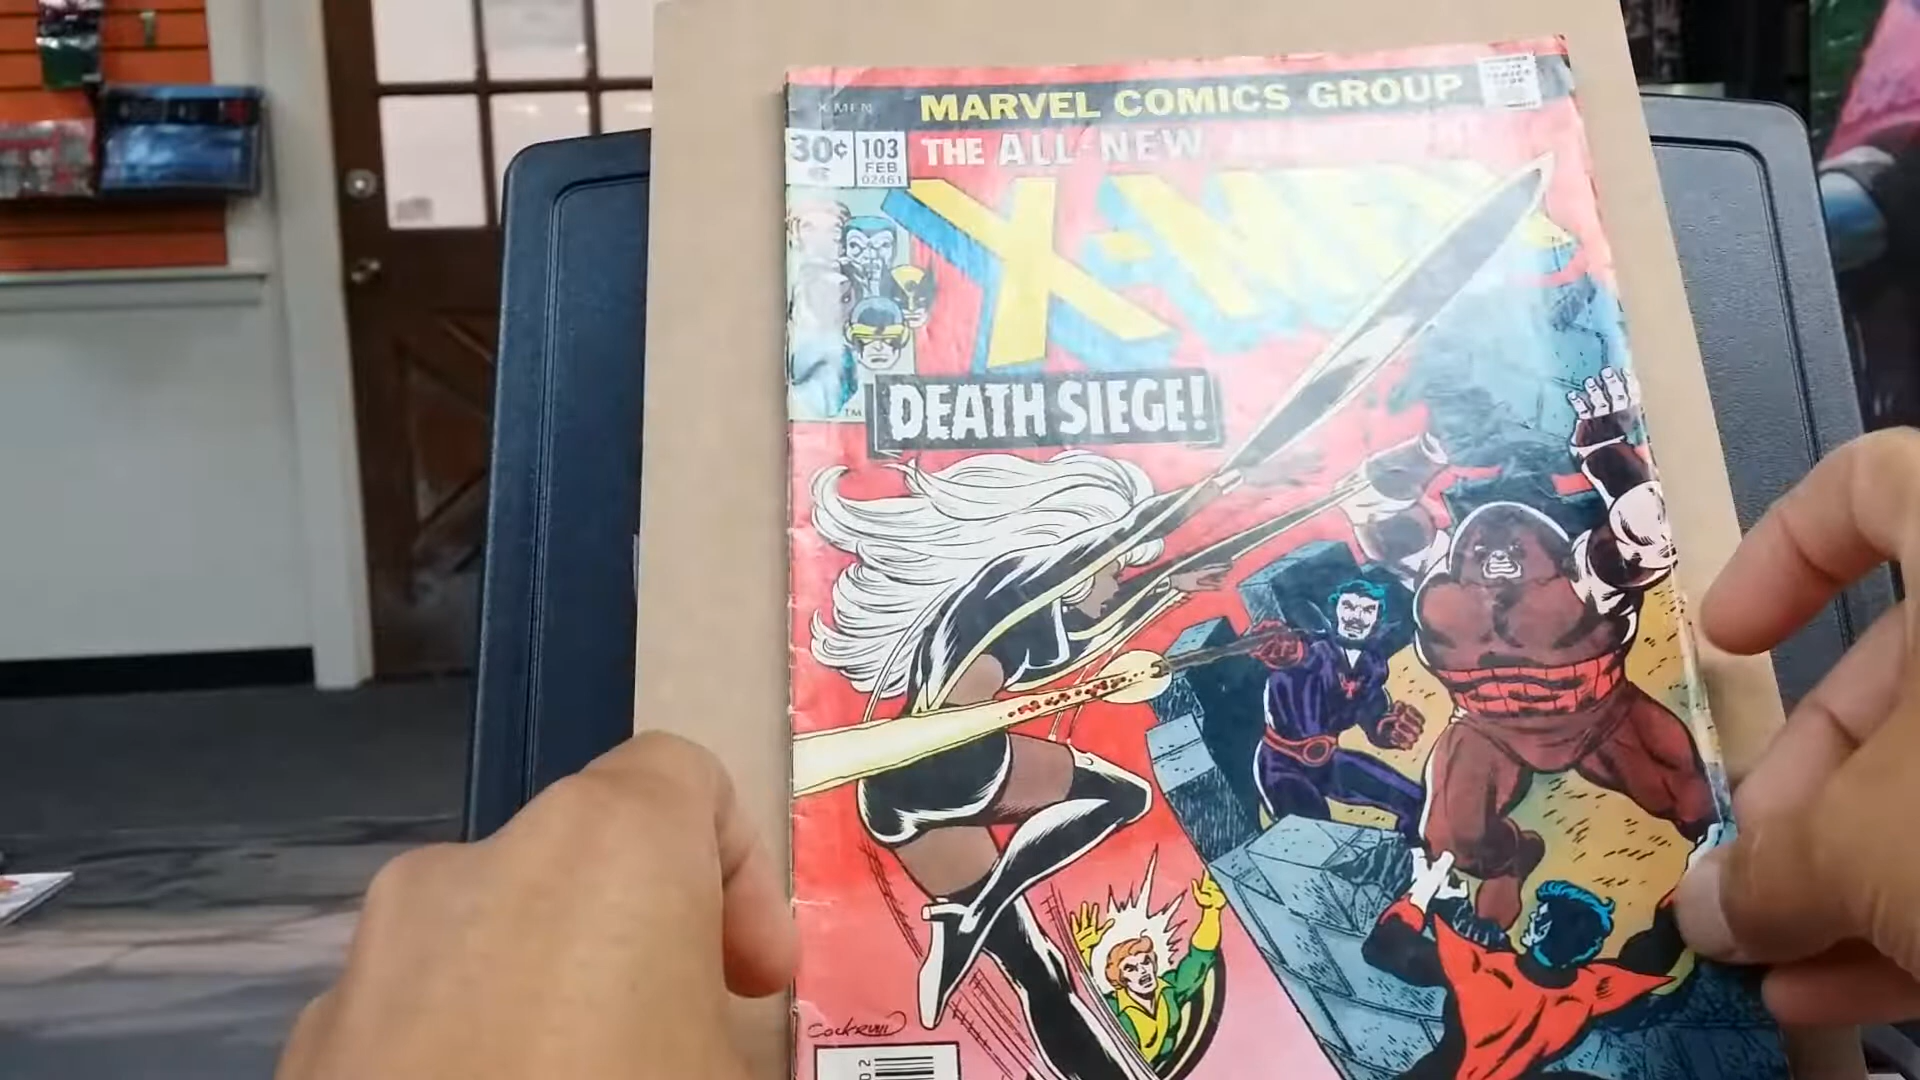 X-MEN
MARVEL COMICS GROUP
30¢
103
FEB
02461
THE ALL-NEW
X-MEN
TM
DEATH SIEGE!
Cockrum